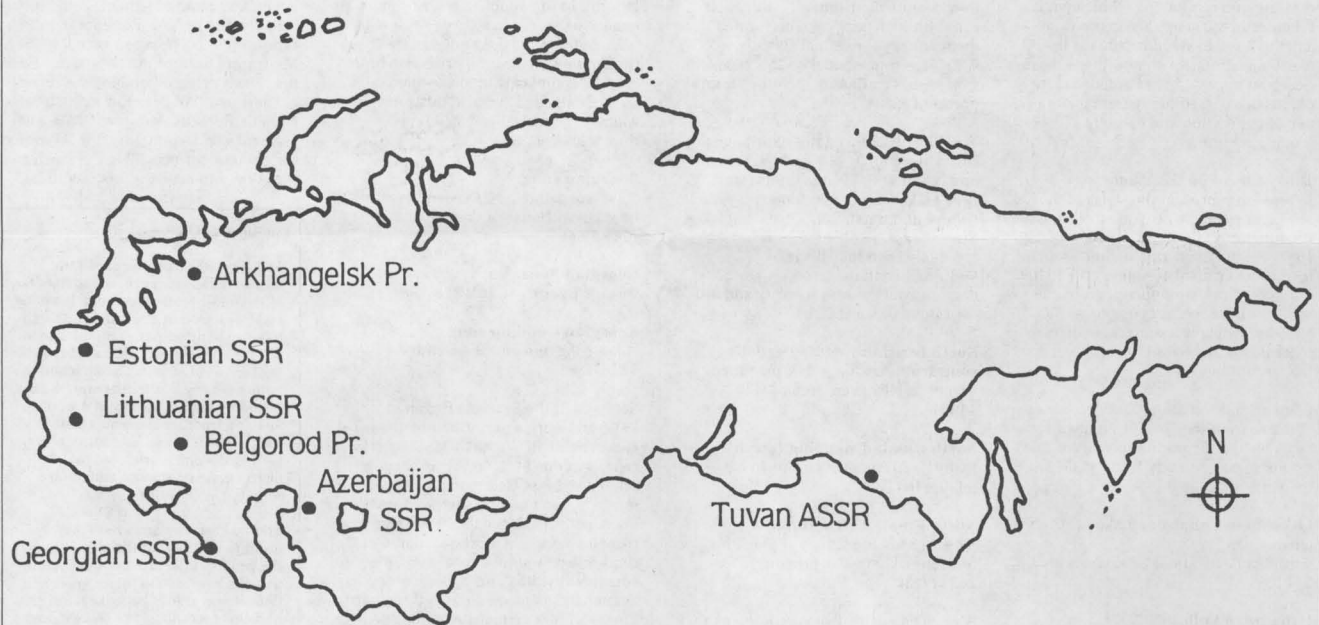 Arkhangelsk Pr.
Estonian SSR
Lithuanian SSR
Belgorod Pr.
N
Azerbaijan
SSR.
Tuvan ASSR
Georgian SSR